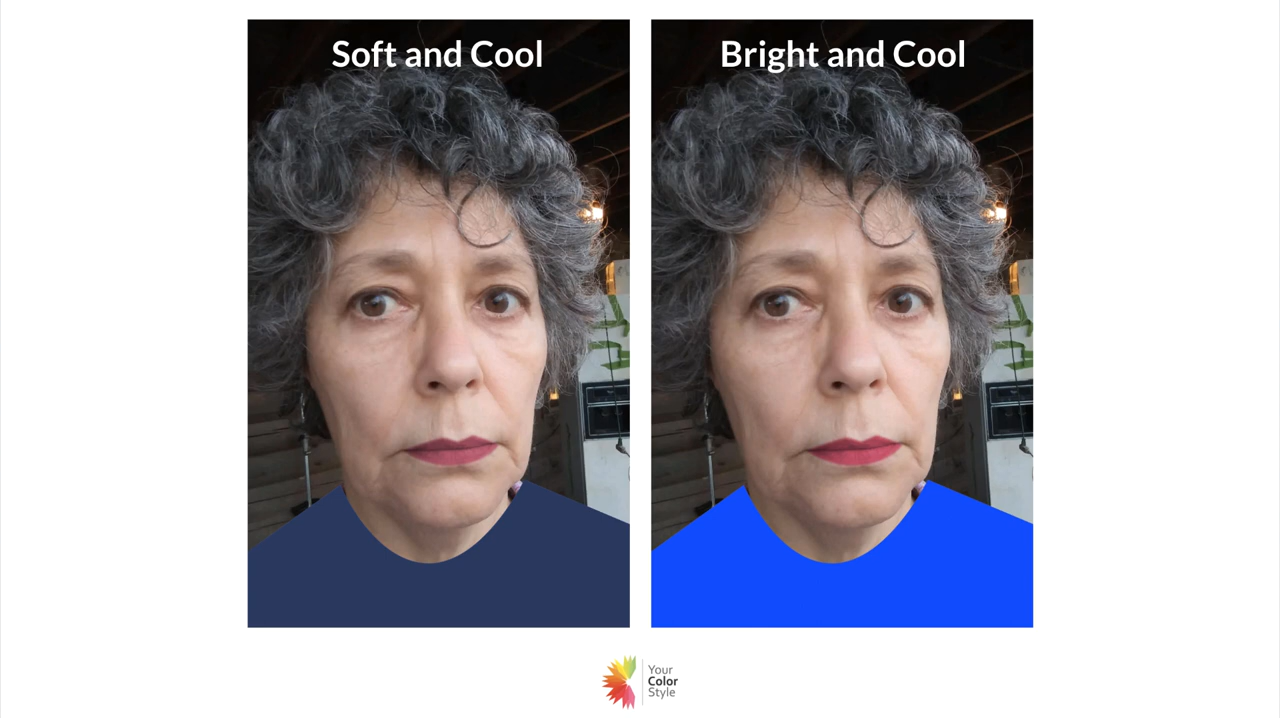 Soft and Cool
Bright and Cool
Your
Color
Style